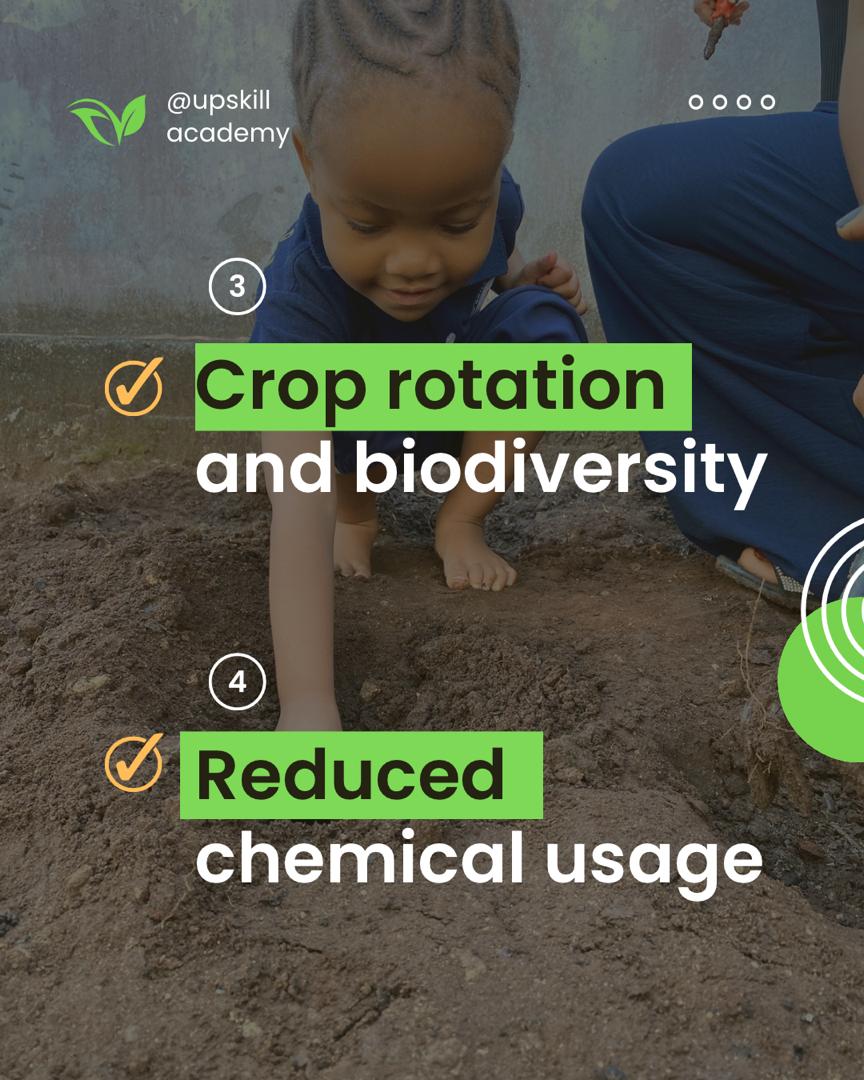 @upskill
academy
3
Crop rotation
and biodiversity
4
Reduced
chemical usage